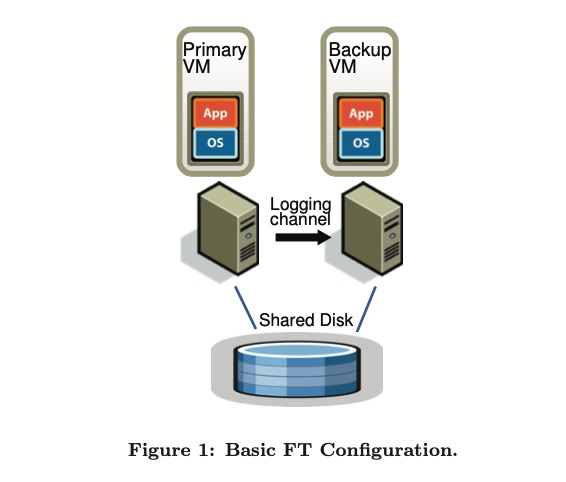 Primary
VM
Backup
VM
App
App
OS
OS
Logging
channel
Shared Disk
Figure 1: Basic FT Configuration.